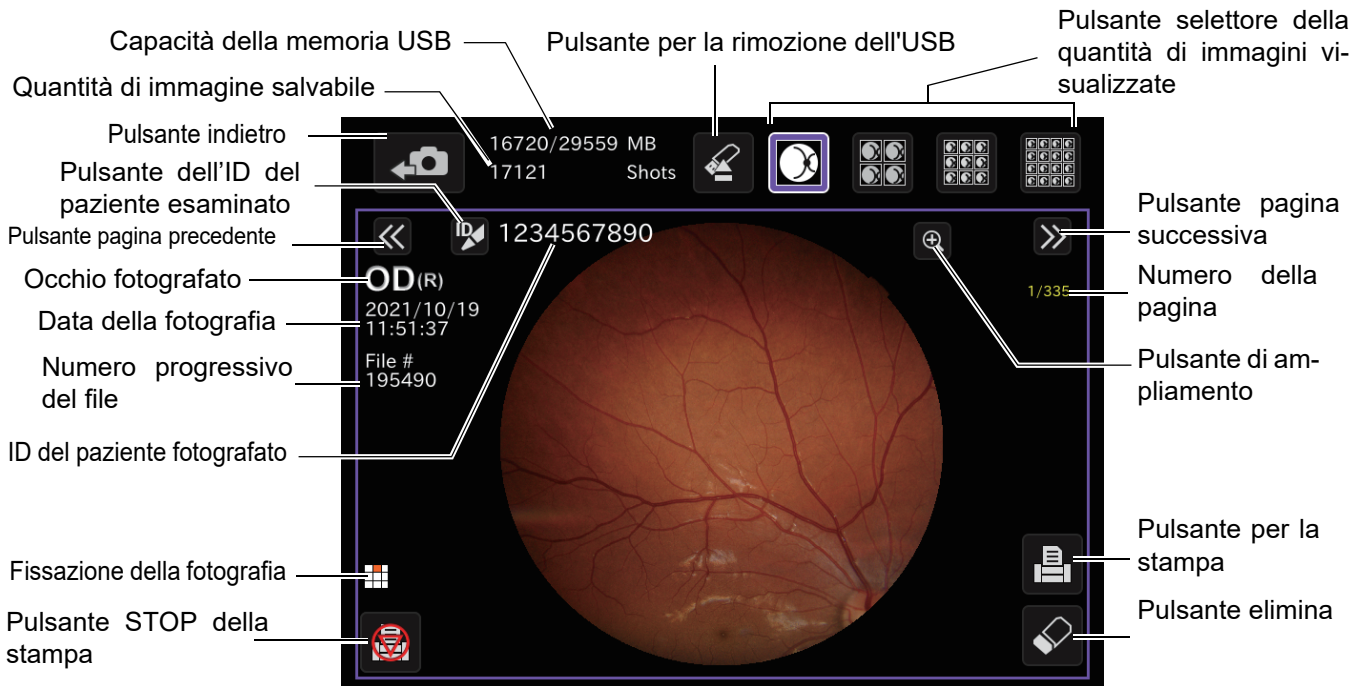 Capacità della memoria USB
Quantità di immagine salvabile
Pulsante indietro
Pulsante dell'ID del
paziente esaminato
Pulsante pagina precedente
Occhio fotografato
Data della fotografia
Numero progressivo
del file
ID del paziente fotografato
Fissazione della fotografia
Pulsante STOP della
stampa
Pulsante per la rimozione dell'USB
Pulsante selettore della
quantità di immagini vi-
sualizzate
16720/29559 MB
17121 Shots
ID
1234567890
OD(R)
2021/10/19
11:51:37
File #
195490
1/335
Pulsante pagina
successiva
Numero della
pagina
Pulsante di am-
pliamento
Pulsante per la
stampa
Pulsante elimina